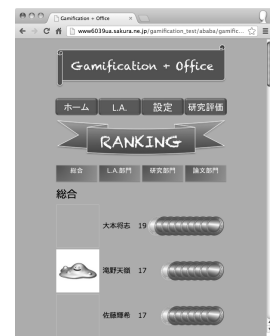 Gamification + Office
www6039ua.sakura.ne.jp/gamification_test/ababa/gamific...
Gamification + Office
ホーム
L.A.
設定
研究評価
RANKING
総合
L.A.部門
研究部門
論文部門
総合
大本将志 19
滝野天嶺 17
佐藤輝希 17